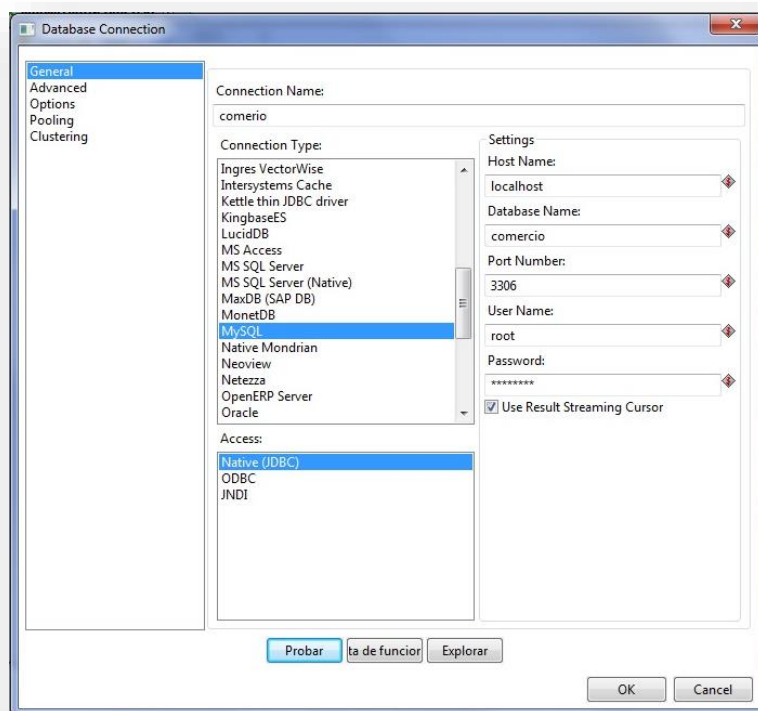 Database Connection
General
Advanced
Options
Pooling
Clustering
Connection Name:
comerio
Connection Type:
Ingres VectorWise
Intersystems Cache
Kettle thin JDBC driver
KingbaseES
LucidDB
MS Access
MS SQL Server
MS SQL Server (Native)
MaxDB (SAP DB)
MonetDB
MySQL
Native Mondrian
Neoview
Netezza
OpenERP Server
Oracle
Access:
Native (JDBC)
ODBC
JNDI
Settings
Host Name:
localhost
Database Name:
comercio
Port Number:
3306
User Name:
root
Password:
********
Use Result Streaming Cursor
Probar
ta de funcior
Explorar
OK
Cancel